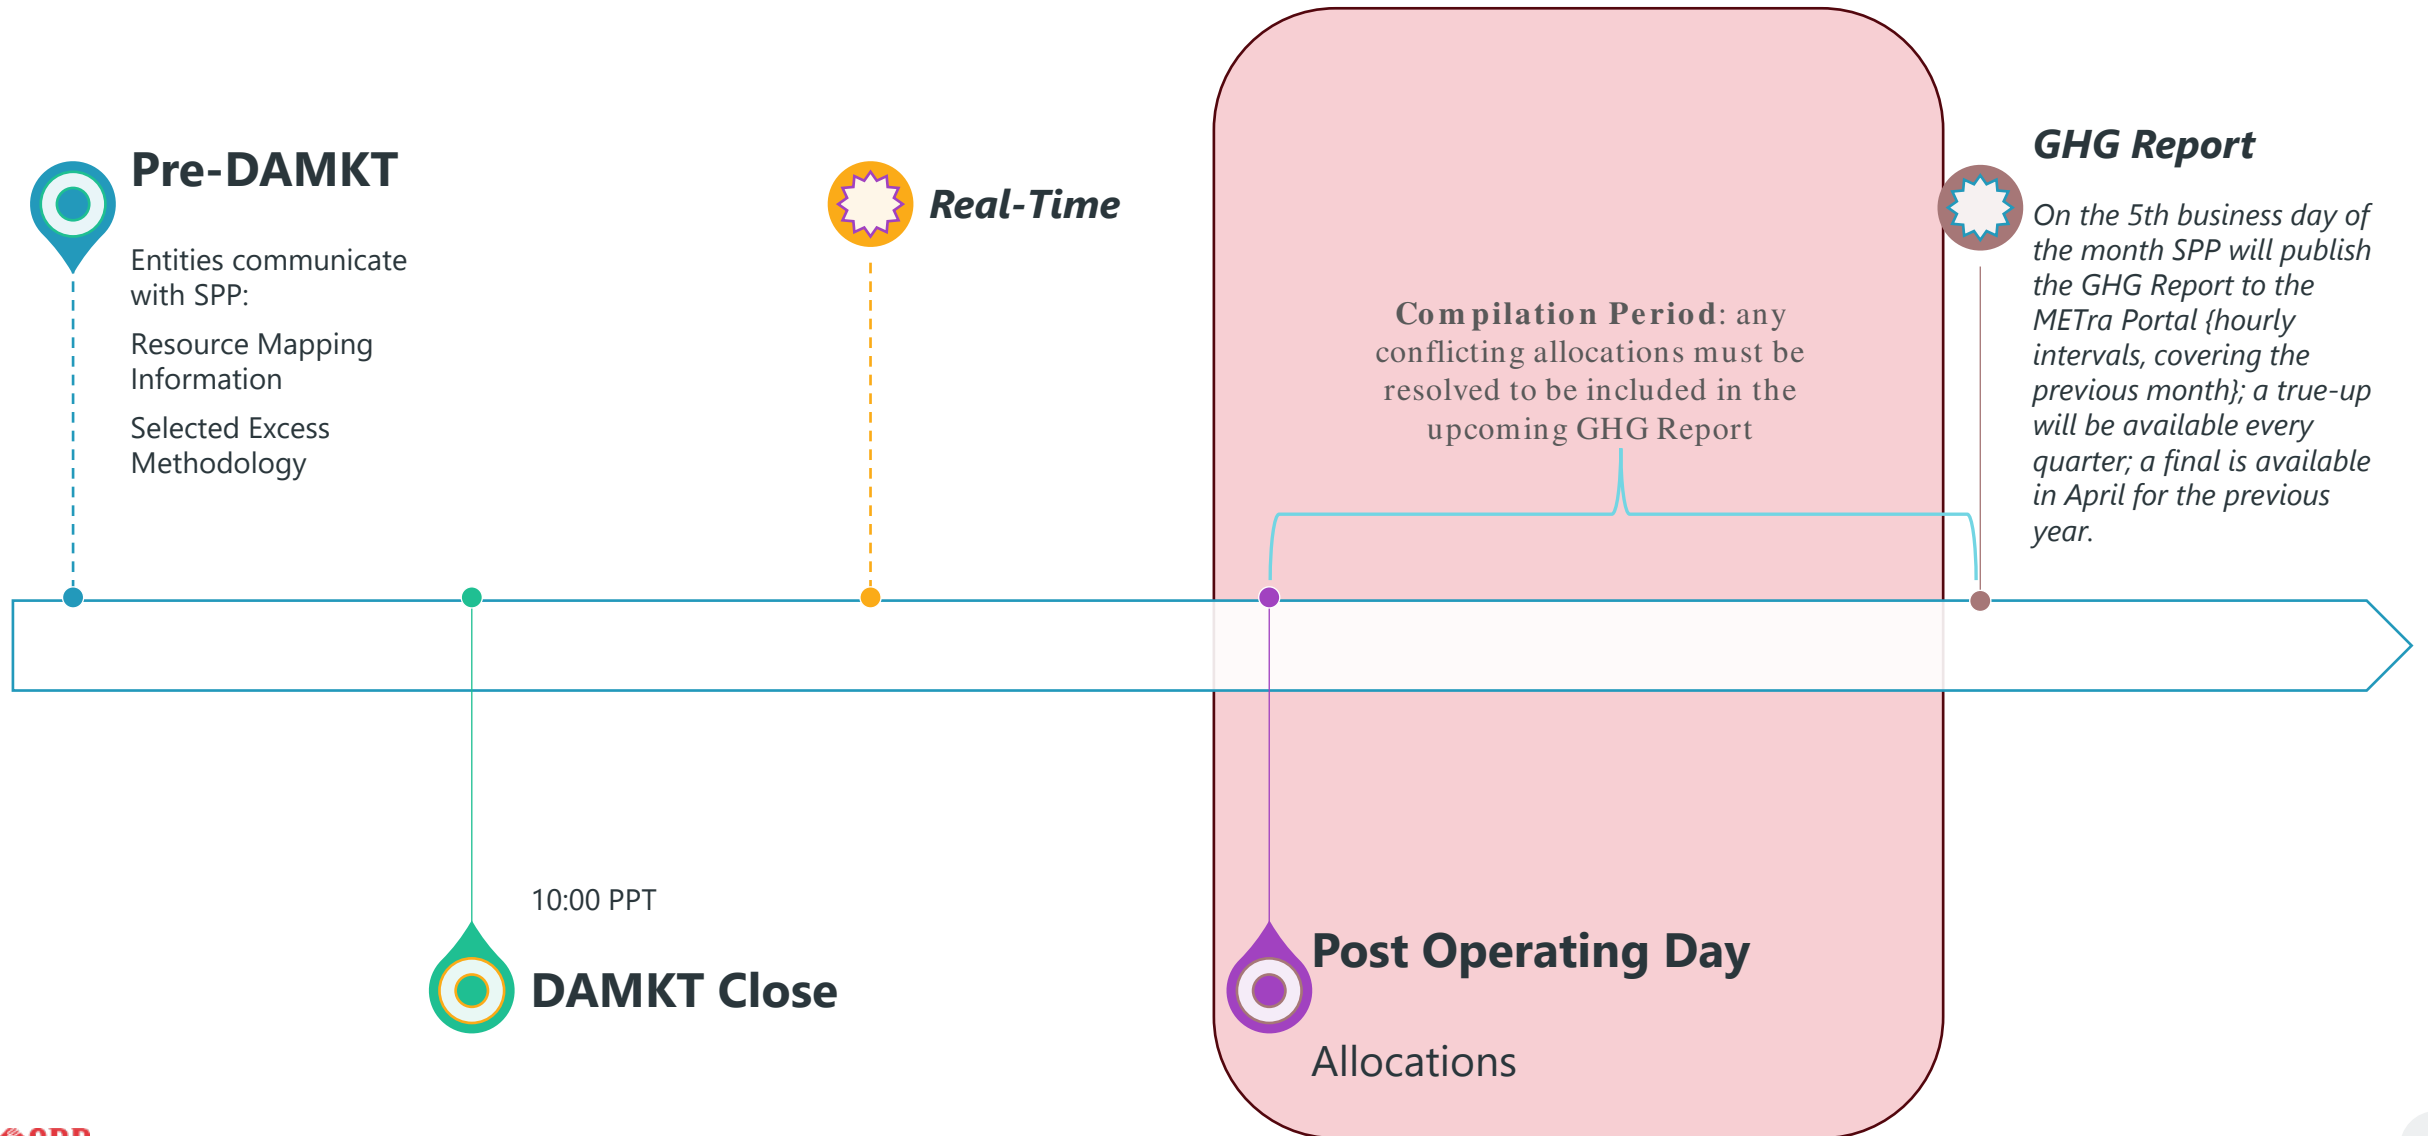 Pre-DAMKT
Entities communicate
with SPP:
Resource Mapping
Information
Selected Excess
Methodology
Real-Time
Compilation Period: any
conflicting allocations must be
resolved to be included in the
upcoming GHG Report
GHG Report
On the 5th business day of
the month SPP will publish
the GHG Report to the
METra Portal {hourly
intervals, covering the
previous month}; a true-up
will be available every
quarter; a final is available
in April for the previous
year.
10:00 PPT
DAMKT Close
Post Operating Day
Allocations